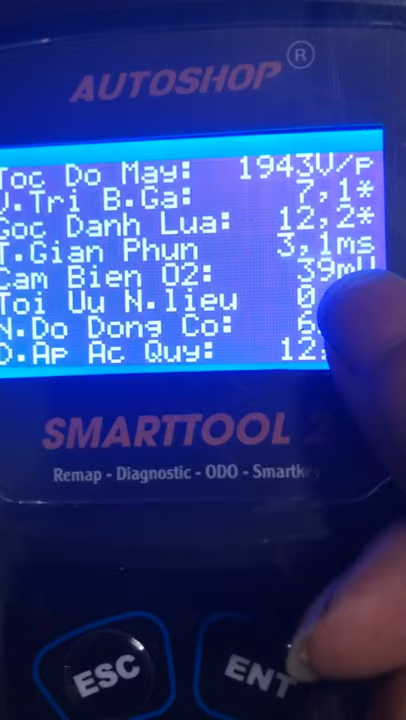 AUTOSHOP ®
Toc Do May: 1943V/p
V.Tri B.Ga: 7,1*
Goc Danh Lua: 12,2*
T.Gian Phun 3,1ms
Cam Bien O2: 39mV
Toi Uu N.lieu
N.Do Dong Co:
D.Ap Ac Quy: 12
SMARTTOOL 2
Remap - Diagnostic - ODO - Smartkey
ESC
ENT